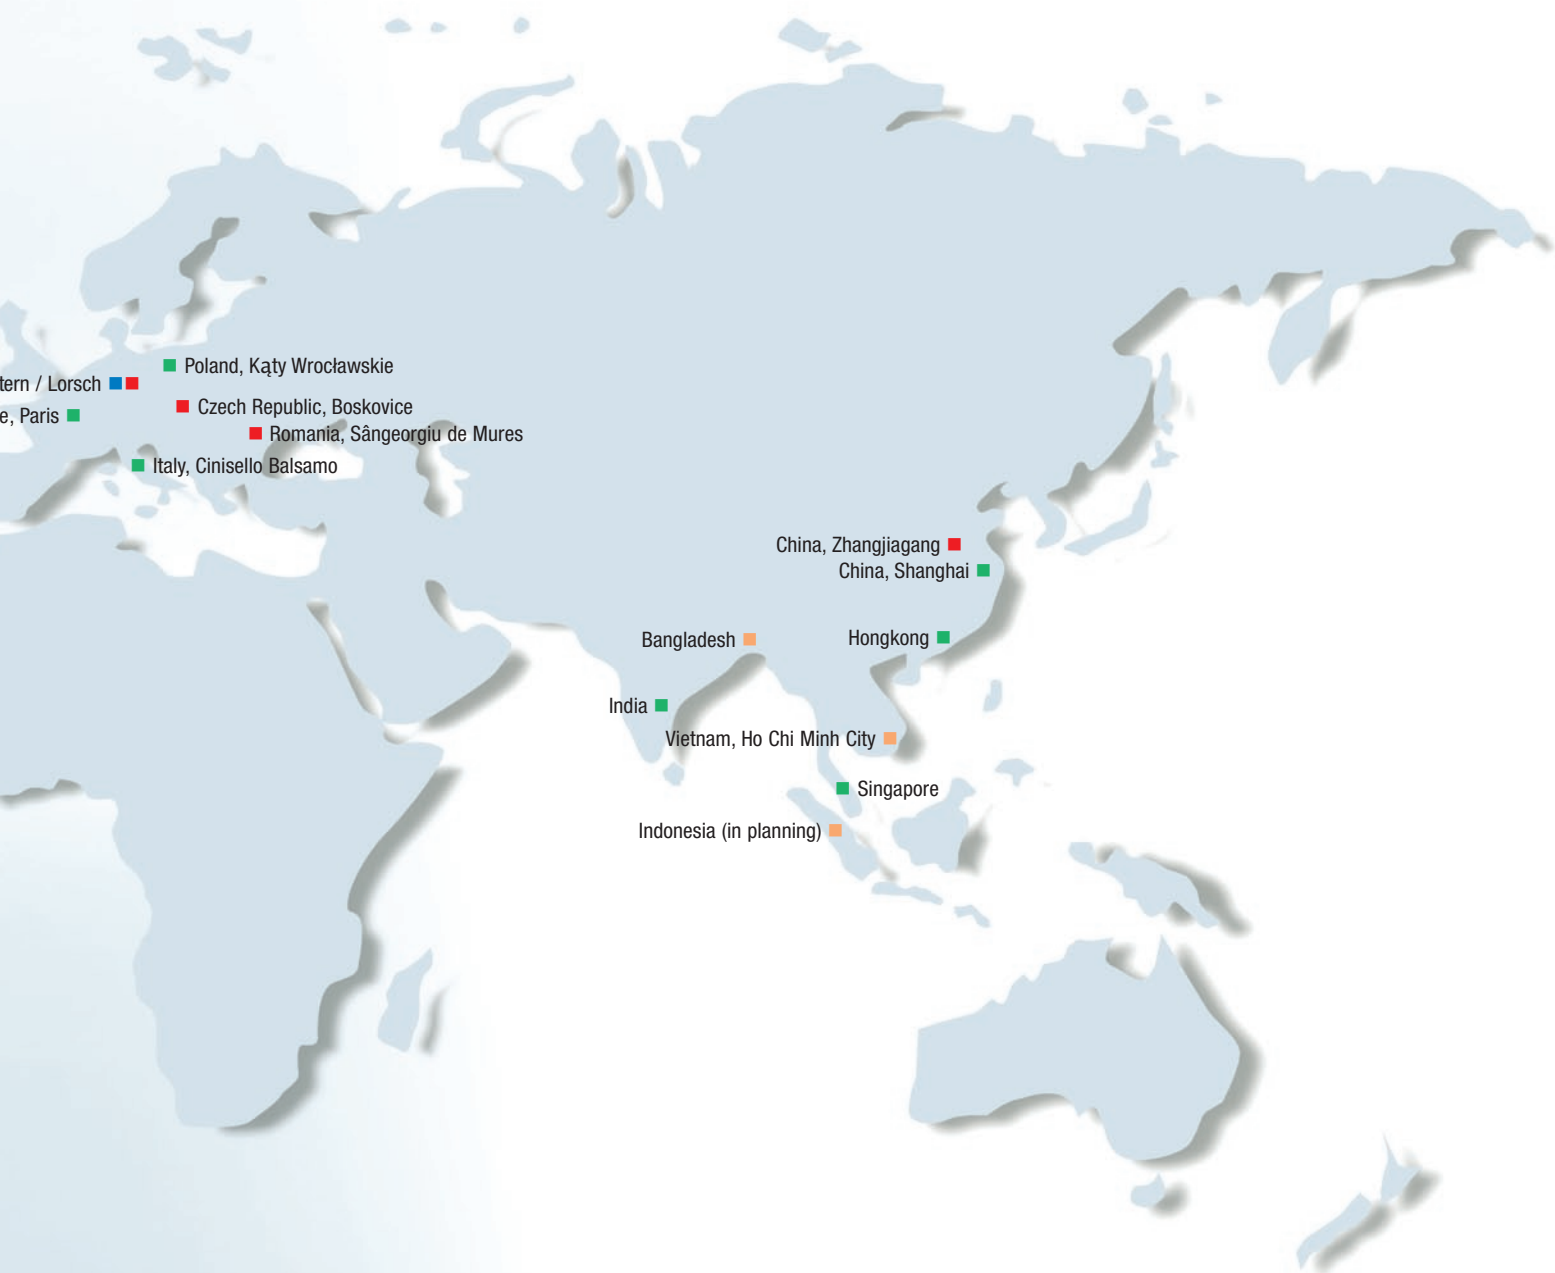 Poland, Kąty Wrocławskie
tern / Lorsch
Czech Republic, Boskovice
e, Paris
Romania, Sângeorgiu de Mures
Italy, Cinisello Balsamo
China, Zhangjiagang
China, Shanghai
Bangladesh
Hongkong
India
Vietnam, Ho Chi Minh City
Singapore
Indonesia (in planning)